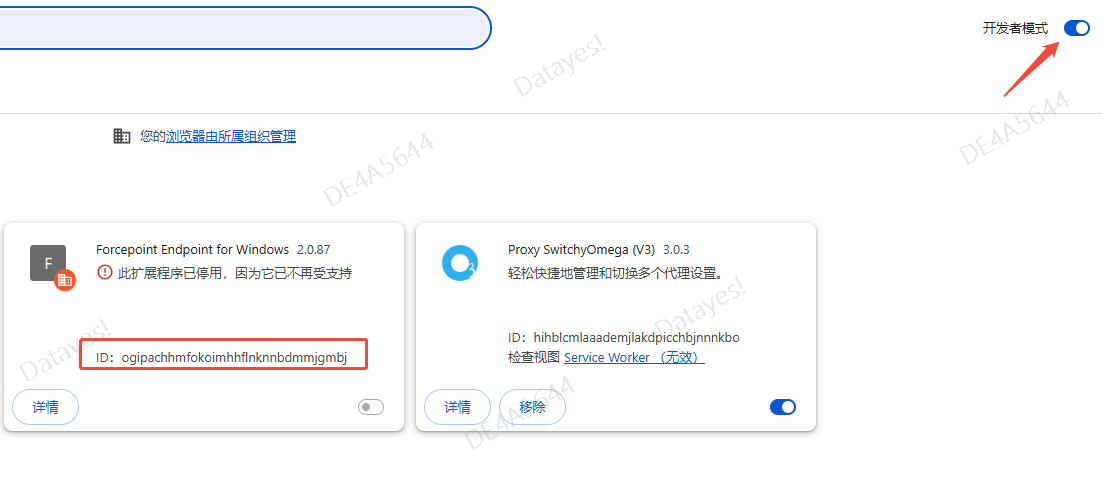 开发者模式
Datayes!
DE4A5644
您的浏览器由所属组织管理
DE4A5644
F
Forcepoint Endpoint for Windows 2.0.87
此扩展程序已停用，因为它已不再受支持
Proxy SwitchyOmega (V3) 3.0.3
轻松快捷地管理和切换多个代理设置。
Datayes!
Datayes!
ID：ogipachhmfokoimhhflnknnbdmmjgmbj
ID：hihblcmlaaademjlakdpicchbjnnnkbo
检查视图 Service Worker （无效）
详情
详情
移除
DE4A5644